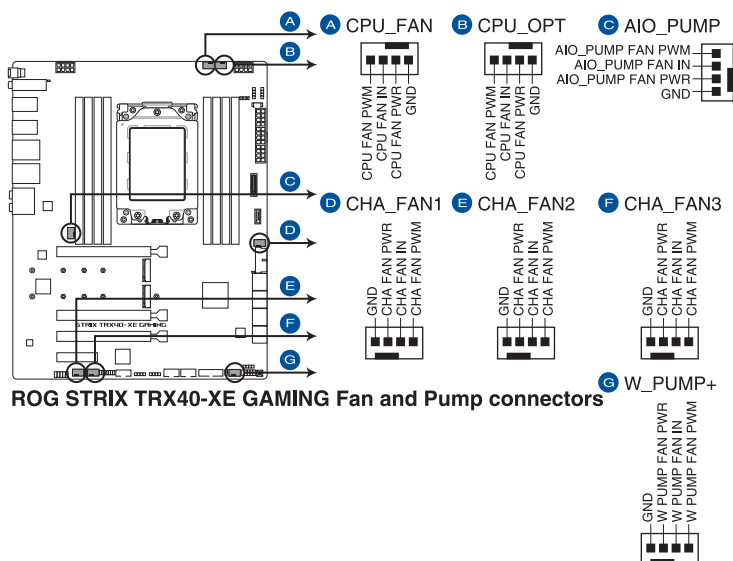 A
B
C
D
E
F
G
STRIX TRX40-XE GAMING
ROG STRIX TRX40-XE GAMING Fan and Pump connectors
A CPU_FAN
CPU FAN PWM
CPU FAN IN
CPU FAN PWR
GND
B CPU_OPT
CPU FAN PWM
CPU FAN IN
CPU FAN PWR
GND
C AIO_PUMP
AIO_PUMP FAN PWM
AIO_PUMP FAN IN
AIO_PUMP FAN PWR
GND
D CHA_FAN1
GND
CHA FAN PWR
CHA FAN IN
CHA FAN PWM
E CHA_FAN2
GND
CHA FAN PWR
CHA FAN IN
CHA FAN PWM
F CHA_FAN3
GND
CHA FAN PWR
CHA FAN IN
CHA FAN PWM
G W_PUMP+
GND
W PUMP FAN PWR
W PUMP FAN IN
W PUMP FAN PWM